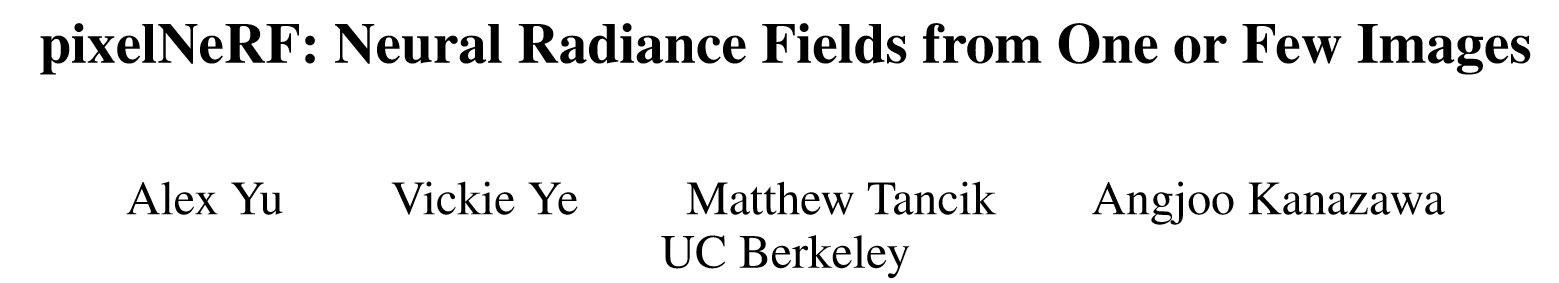 pixelNeRF: Neural Radiance Fields from One or Few Images
Alex Yu Vickie Ye Matthew Tancik Angjoo Kanazawa
UC Berkeley